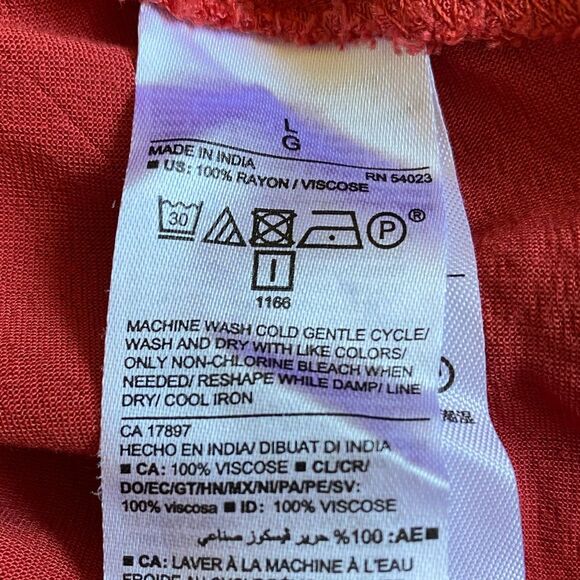 L
G
MADE IN INDIA RN 54023
■ US: 100% RAYON / VISCOSE
30 P ®
1166
MACHINE WASH COLD GENTLE CYCLE/
WASH AND DRY WITH LIKE COLORS/
ONLY NON-CHLORINE BLEACH WHEN
NEEDED/ RESHAPE WHILE DAMP/ LINE
DRY/ COOL IRON
CA 17897
HECHO EN INDIA/ DIBUAT DI INDIA
■ CA: 100% VISCOSE ■ CL/CR/
DO/EC/GT/HN/MX/NI/PA/PE/SV:
100% viscosa ■ ID: 100% VISCOSE
■ AE: 100% حرير ڤيسكوز صناعي
■ CA: LAVER À LA MACHINE À L'EAU